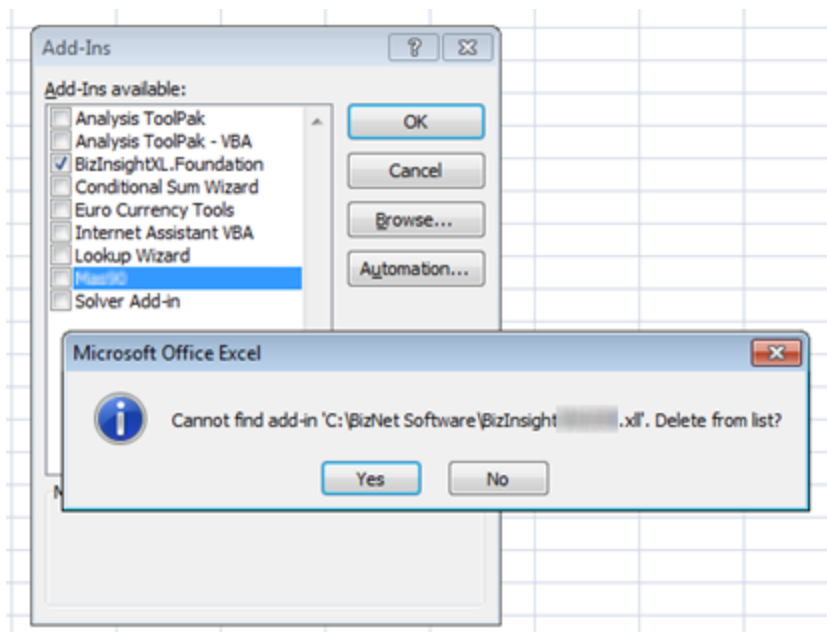 Add-Ins
Add-Ins available:
Analysis ToolPak
Analysis ToolPak - VBA
BizInsightXL.Foundation
Conditional Sum Wizard
Euro Currency Tools
Internet Assistant VBA
Lookup Wizard
Mas90
Solver Add-in
OK
Cancel
Browse...
Automation...
Microsoft Office Excel
Cannot find add-in 'C:\BizNet Software\BizInsight .xll'. Delete from list?
Yes
No